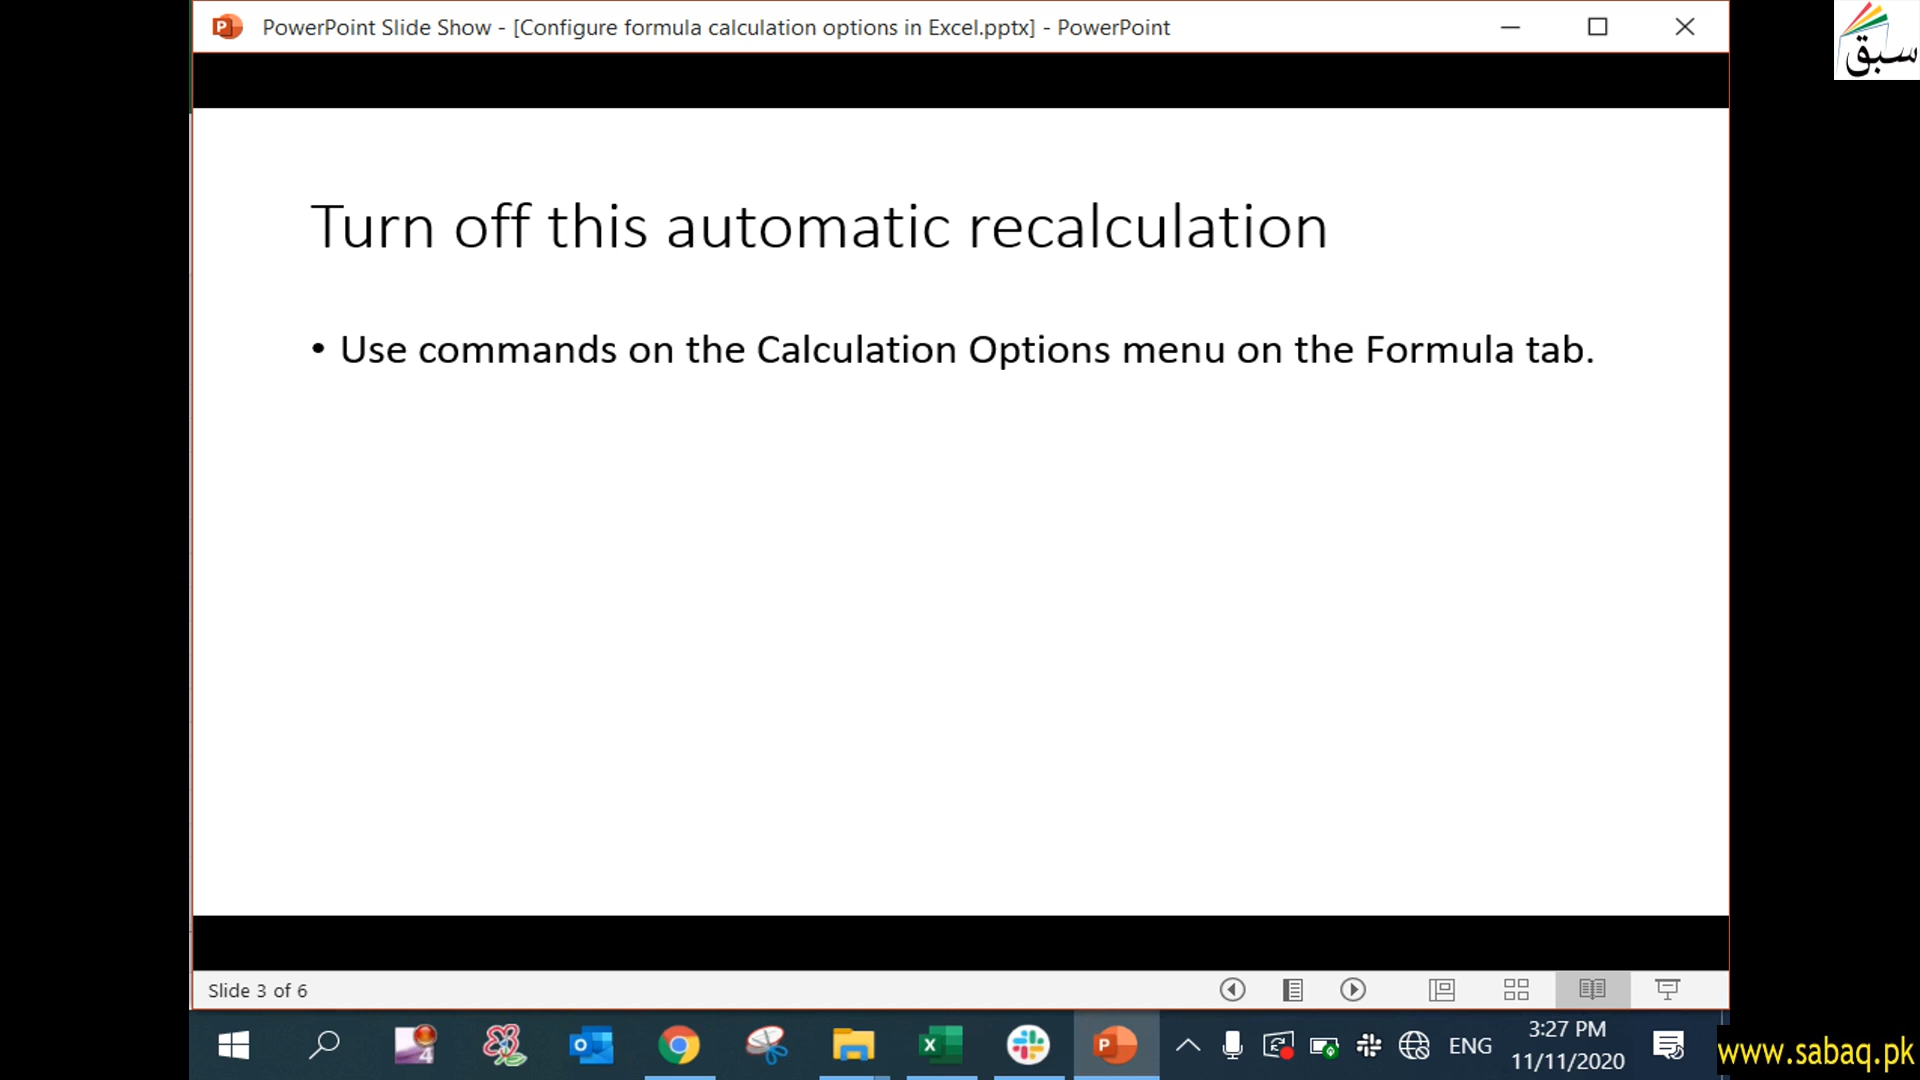 PowerPoint Slide Show - [Configure formula calculation options in Excel.pptx] - PowerPoint
سبق
Turn off this automatic recalculation
• Use commands on the Calculation Options menu on the Formula tab.
Slide 3 of 6
ENG
3:27 PM
11/11/2020
www.sabaq.pk